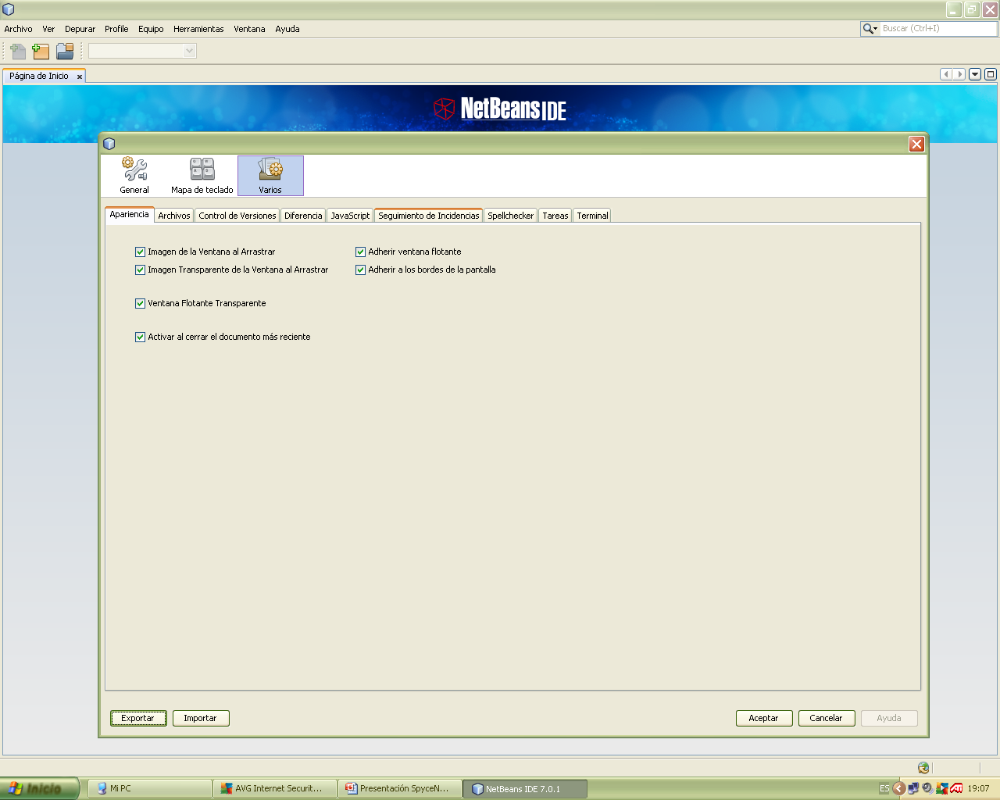 Archivo Ver Depurar Profile Equipo Herramientas Ventana Ayuda
Buscar (Ctrl+I)
Página de Inicio
NetBeans IDE
General Mapa de teclado Varios
Apariencia Archivos Control de Versiones Diferencia JavaScript Seguimiento de Incidencias Spellchecker Tareas Terminal
Imagen de la Ventana al Arrastrar Adherir ventana flotante
Imagen Transparente de la Ventana al Arrastrar Adherir a los bordes de la pantalla
Ventana Flotante Transparente
Activar al cerrar el documento más reciente
Exportar Importar Aceptar Cancelar Ayuda
Inicio Mi PC AVG Internet Securit... Presentación SpyceN... NetBeans IDE 7.0.1 ES 19:07